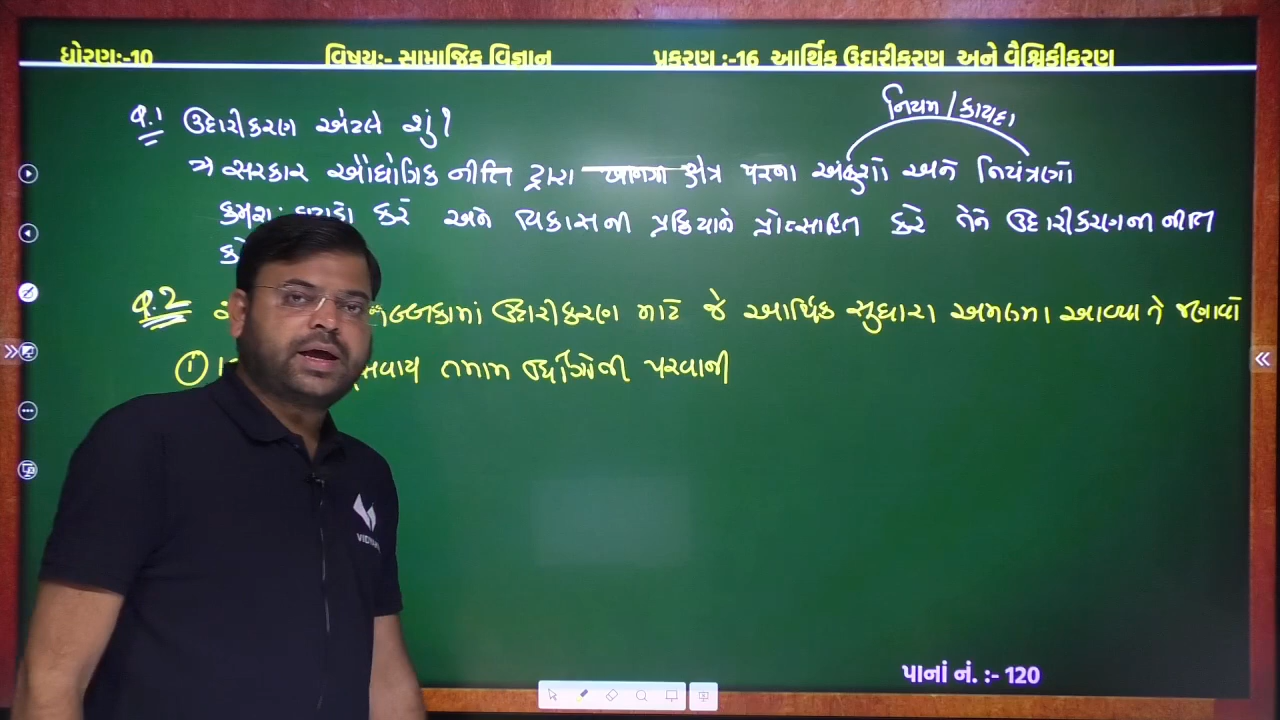 ધોરણ:-10 વિષય:- સામાજિક વિજ્ઞાન પ્રકરણ :-16 આર્થિક ઉદારીકરણ અને વૈશ્વિકીકરણ
નિયમ / કાયદા
Q.1 ઉદારીકરણ એટલે શું?
→ સરકાર ઔદ્યોગિક નીતિ દ્વારા ખાનગી ક્ષેત્ર પરના અંકુશો અને નિયંત્રણો
ક્રમશ: ઘટાડો કરે અને વિકાસની પ્રક્રિયાને પ્રોત્સાહિત કરે તેને ઉદારીકરણની નીતિ
Q.2 ઉદારીકરણ માટે જે આર્થિક સુધારા અમલમા આવ્યા તે જણાવો
① તમામ ઉદ્યોગોની પરવાની
VIDYAKUL
પાનાં નં. :- 120